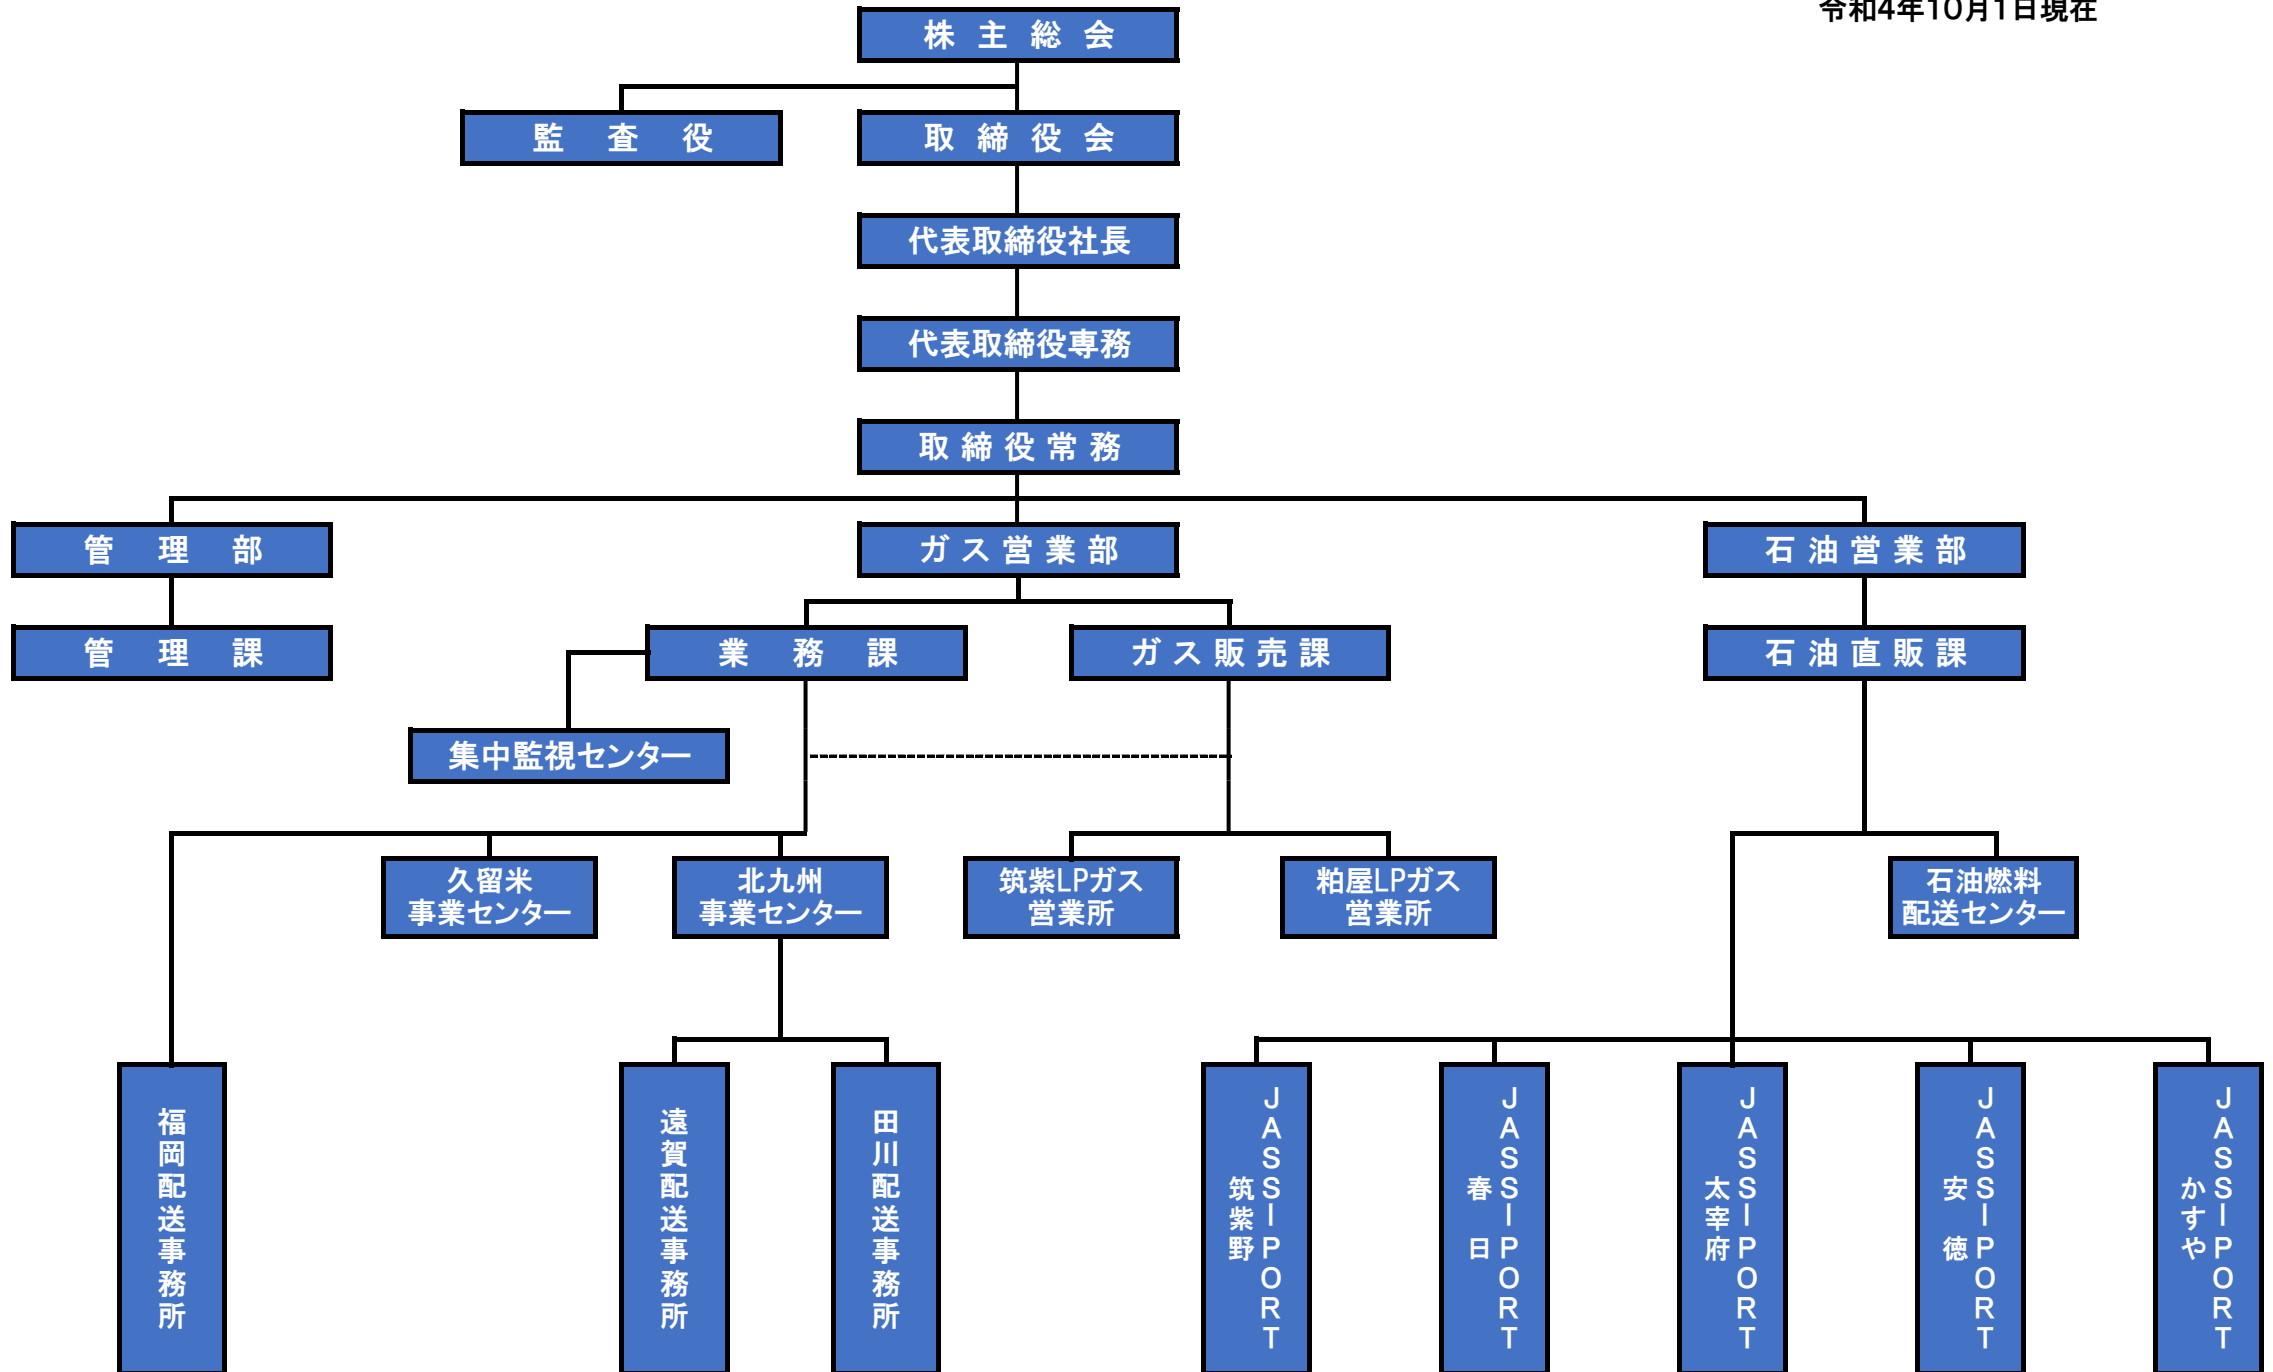 令和4年10月1日現在
株主総会
監査役
取締役会
代表取締役社長
代表取締役専務
取締役常務
管理部
ガス営業部
石油営業部
管理課
業務課
ガス販売課
石油直販課
集中監視センター
久留米
事業センター
北九州
事業センター
筑紫LPガス
営業所
粕屋LPガス
営業所
石油燃料
配送センター
福岡配送事務所
遠賀配送事務所
田川配送事務所
JASS-PORT
筑紫野
JASS-PORT
春日
JASS-PORT
太宰府
JASS-PORT
安徳
JASS-PORT
かすや